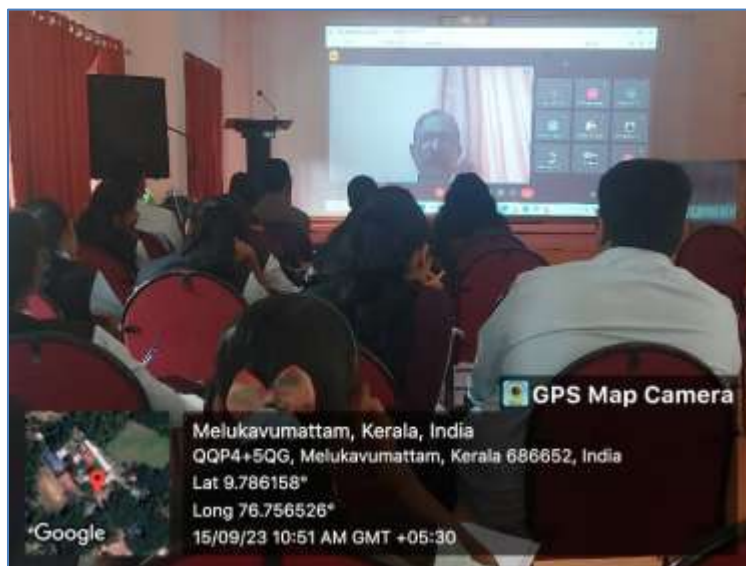 GPS Map Camera
Melukavumattam, Kerala, India
QQP4+5QG, Melukavumattam, Kerala 686652, India
Lat 9.786158°
Long 76.756526°
15/09/23 10:51 AM GMT +05:30
Google